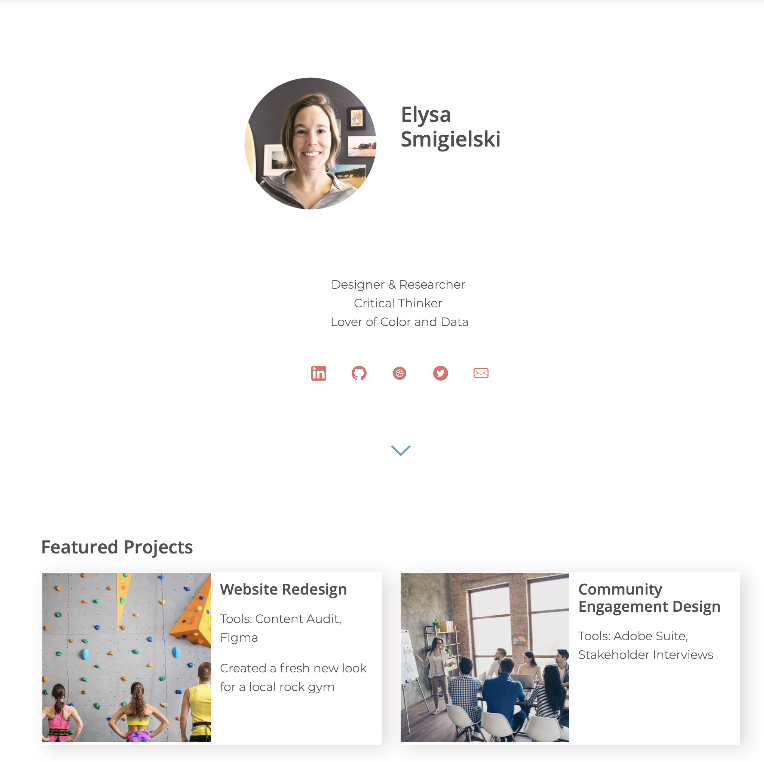 Elysa
Smigielski
Designer & Researcher
Critical Thinker
Lover of Color and Data
in
Featured Projects
Website Redesign
Tools: Content Audit,
Figma
Created a fresh new look
for a local rock gym
Community
Engagement Design
Tools: Adobe Suite,
Stakeholder Interviews